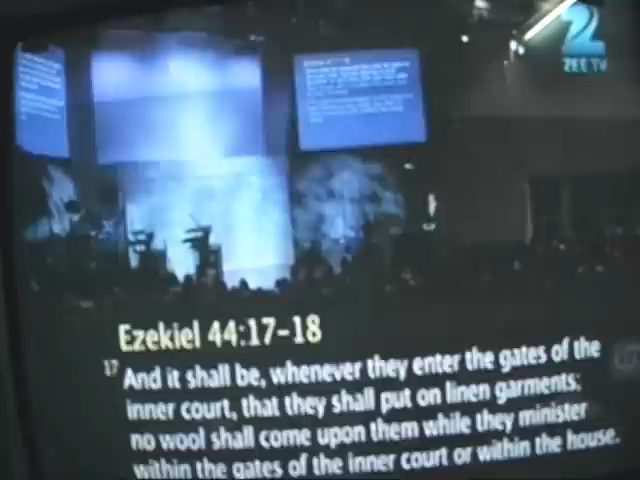 ZEE TV
Ezekiel 44:17-18
17 And it shall be, whenever they enter the gates of the
inner court, that they shall put on linen garments;
no wool shall come upon them while they minister
within the gates of the inner court or within the house.